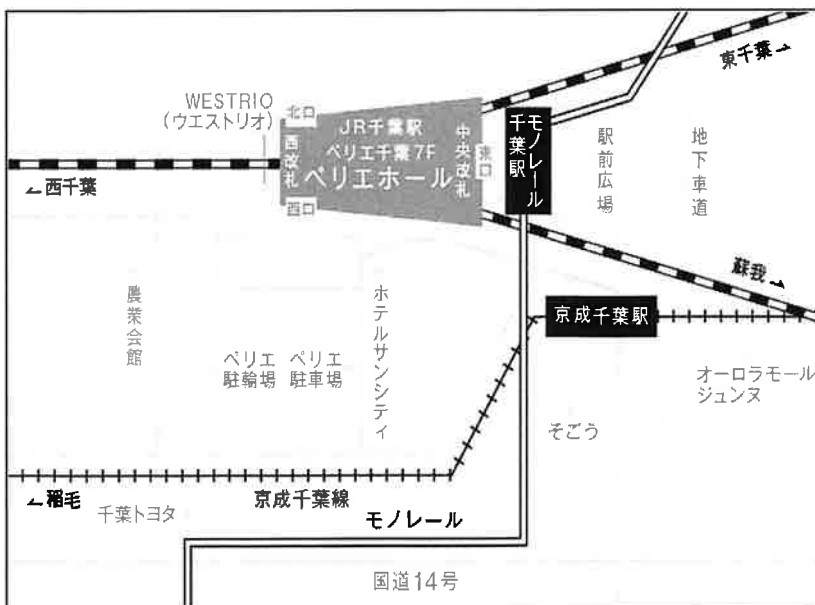 東千葉→
WESTRIO
(ウエストリオ)
北口
JR千葉駅
ペリエ千葉7F
ペリエホール
西改札
中央改札
東口
西口
モノレール
千葉駅
駅前広場
地下車道
←西千葉
蘇我→
農業会館
ペリエ
駐輪場
ペリエ
駐車場
ホテルサンシティ
京成千葉駅
オーロラモール
ジュンヌ
そごう
←稲毛
千葉トヨタ
京成千葉線
モノレール
国道14号